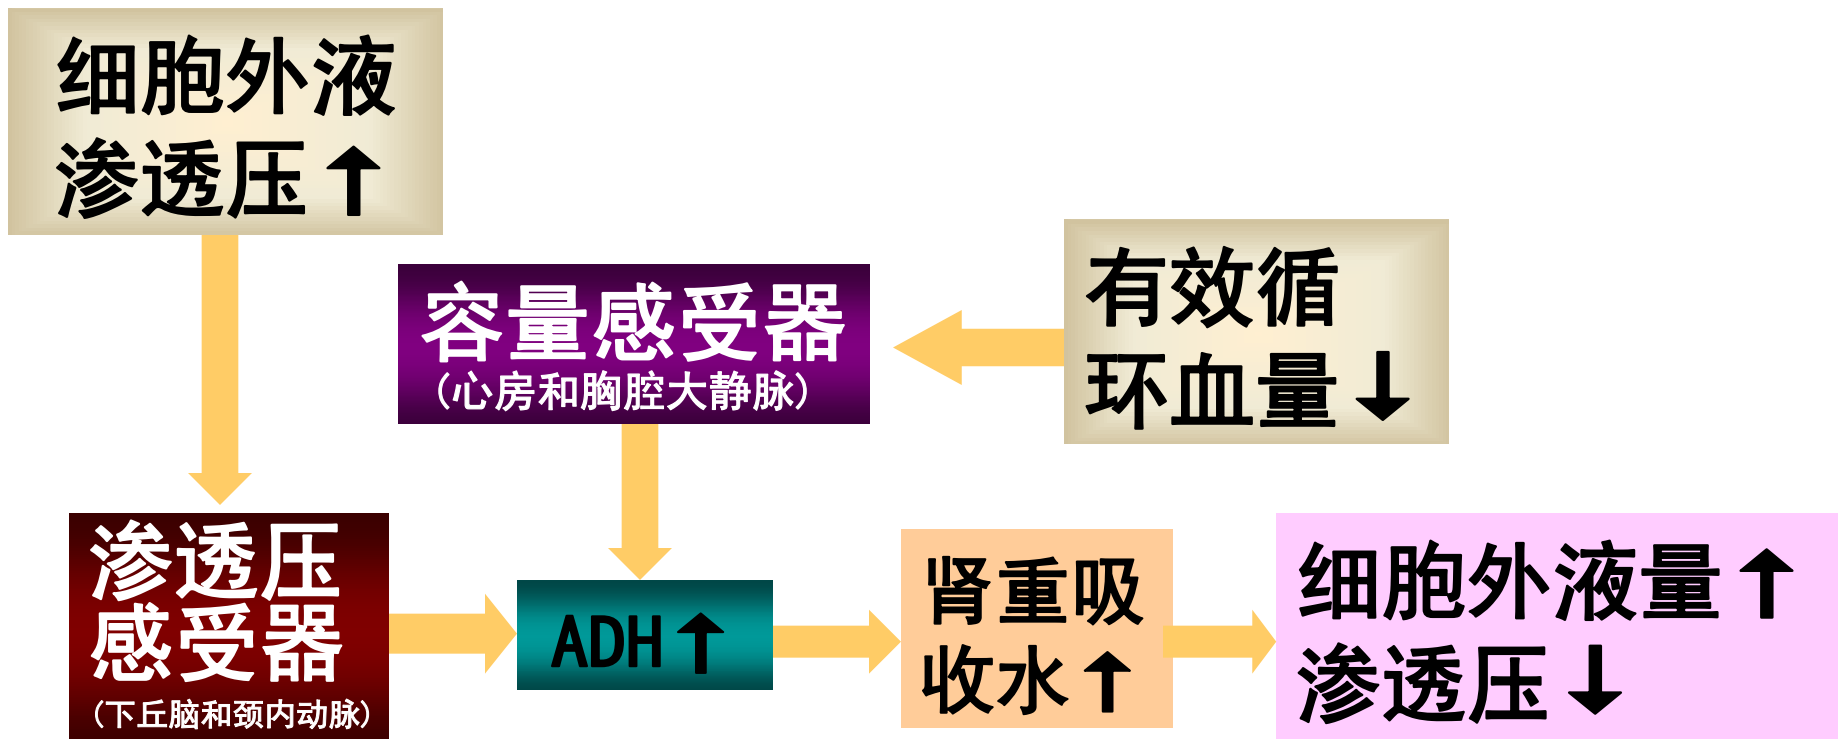 细胞外液
渗透压↑
容量感受器
（心房和胸腔大静脉）
有效循
环血量↓
渗透压
感受器
（下丘脑和颈内动脉）
ADH↑
肾重吸
收水↑
细胞外液量↑
渗透压↓